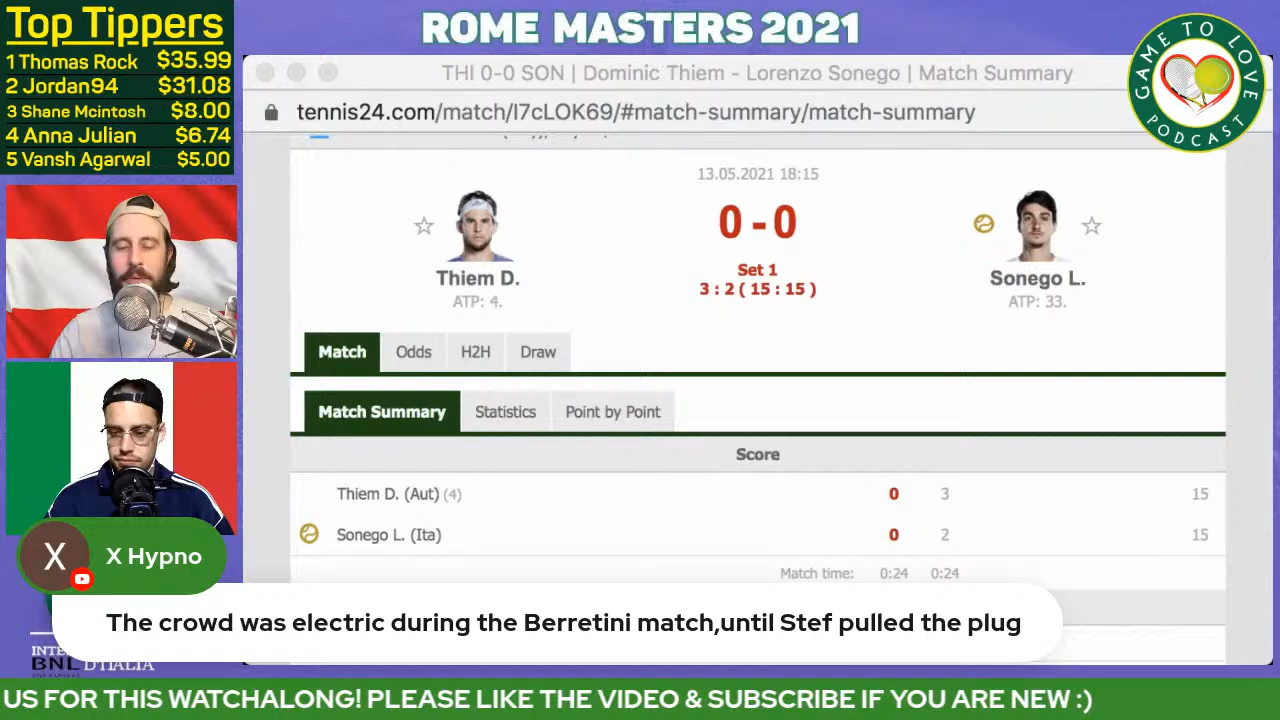 Top Tippers
1 Thomas Rock $35.99
2 Jordan94 $31.08
3 Shane Mcintosh $8.00
4 Anna Julian $6.74
5 Vansh Agarwal $5.00
ROME MASTERS 2021
GAME TO LOVE
PODCAST
THI 0-0 SON | Dominic Thiem - Lorenzo Sonego | Match Summary
tennis24.com/match/I7cLOK69/#match-summary/match-summary
13.05.2021 18:15
0 - 0
Thiem D.
ATP: 4.
Set 1
3 : 2 ( 15 : 15 )
Sonego L.
ATP: 33.
Match Odds H2H Draw
Match Summary Statistics Point by Point
Score
Thiem D. (Aut) (4) 0 3 15
Sonego L. (Ita) 0 2 15
Match time: 0:24 0:24
X
X Hypno
The crowd was electric during the Berretini match,until Stef pulled the plug
BNL D'ITALIA
US FOR THIS WATCHALONG! PLEASE LIKE THE VIDEO & SUBSCRIBE IF YOU ARE NEW :)